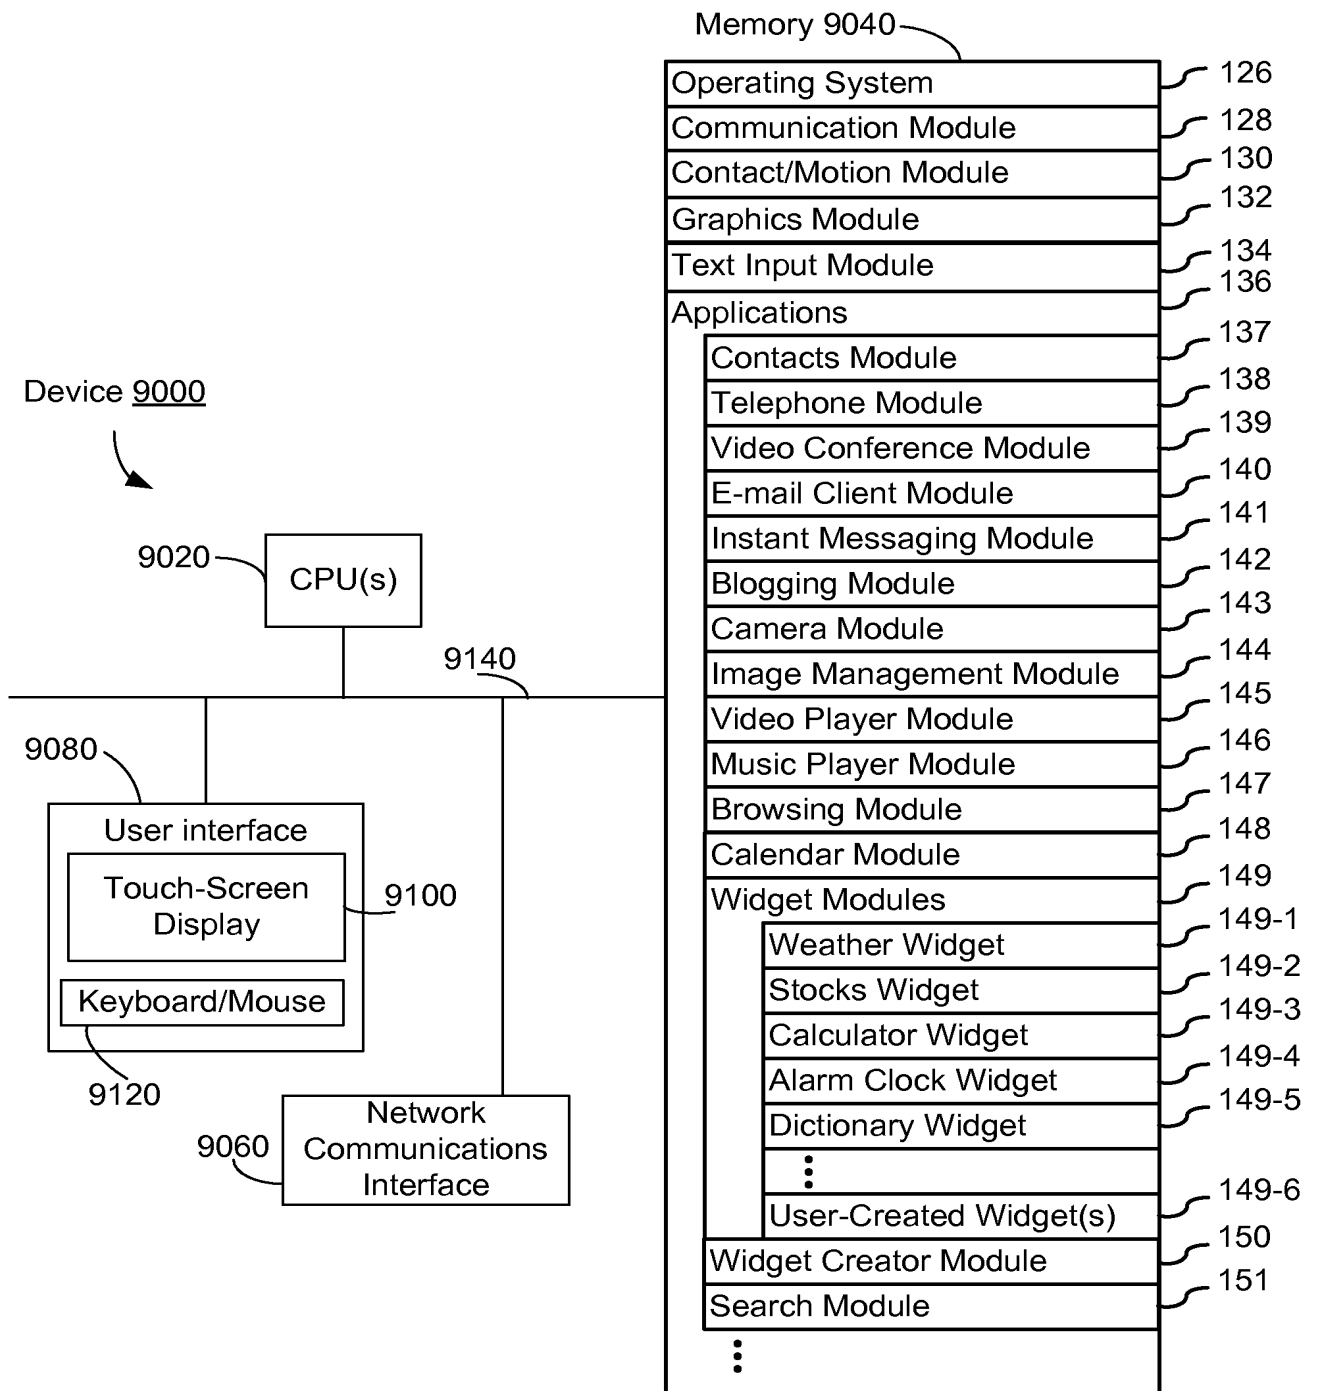 Memory 9040
Operating System 126
Communication Module 128
Contact/Motion Module 130
Graphics Module 132
Text Input Module 134
Applications 136
Contacts Module 137
Telephone Module 138
Video Conference Module 139
E-mail Client Module 140
Instant Messaging Module 141
Blogging Module 142
Camera Module 143
Image Management Module 144
Video Player Module 145
Music Player Module 146
Browsing Module 147
Calendar Module 148
Widget Modules 149
Weather Widget 149-1
Stocks Widget 149-2
Calculator Widget 149-3
Alarm Clock Widget 149-4
Dictionary Widget 149-5
User-Created Widget(s) 149-6
Widget Creator Module 150
Search Module 151
Device 9000
9020
CPU(s)
9140
9080
User interface
Touch-Screen
Display
9100
Keyboard/Mouse
9120
9060
Network
Communications
Interface